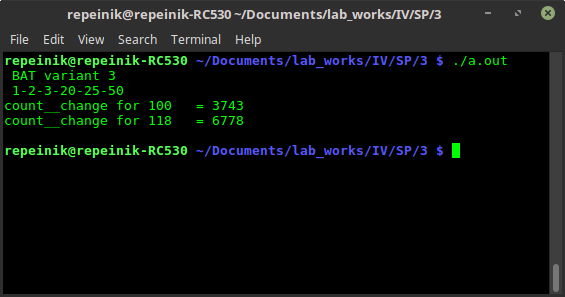 repeinik@repeinik-RC530 ~/Documents/lab_works/IV/SP/3
File Edit View Search Terminal Help
repeinik@repeinik-RC530 ~/Documents/lab_works/IV/SP/3 $ ./a.out
 BAT variant 3
 1-2-3-20-25-50
count__change for 100   = 3743
count__change for 118   = 6778
repeinik@repeinik-RC530 ~/Documents/lab_works/IV/SP/3 $